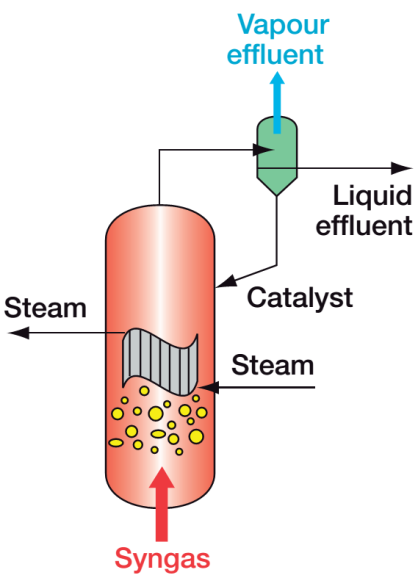 Vapour
effluent
Liquid
effluent
Catalyst
Steam
Steam
Syngas